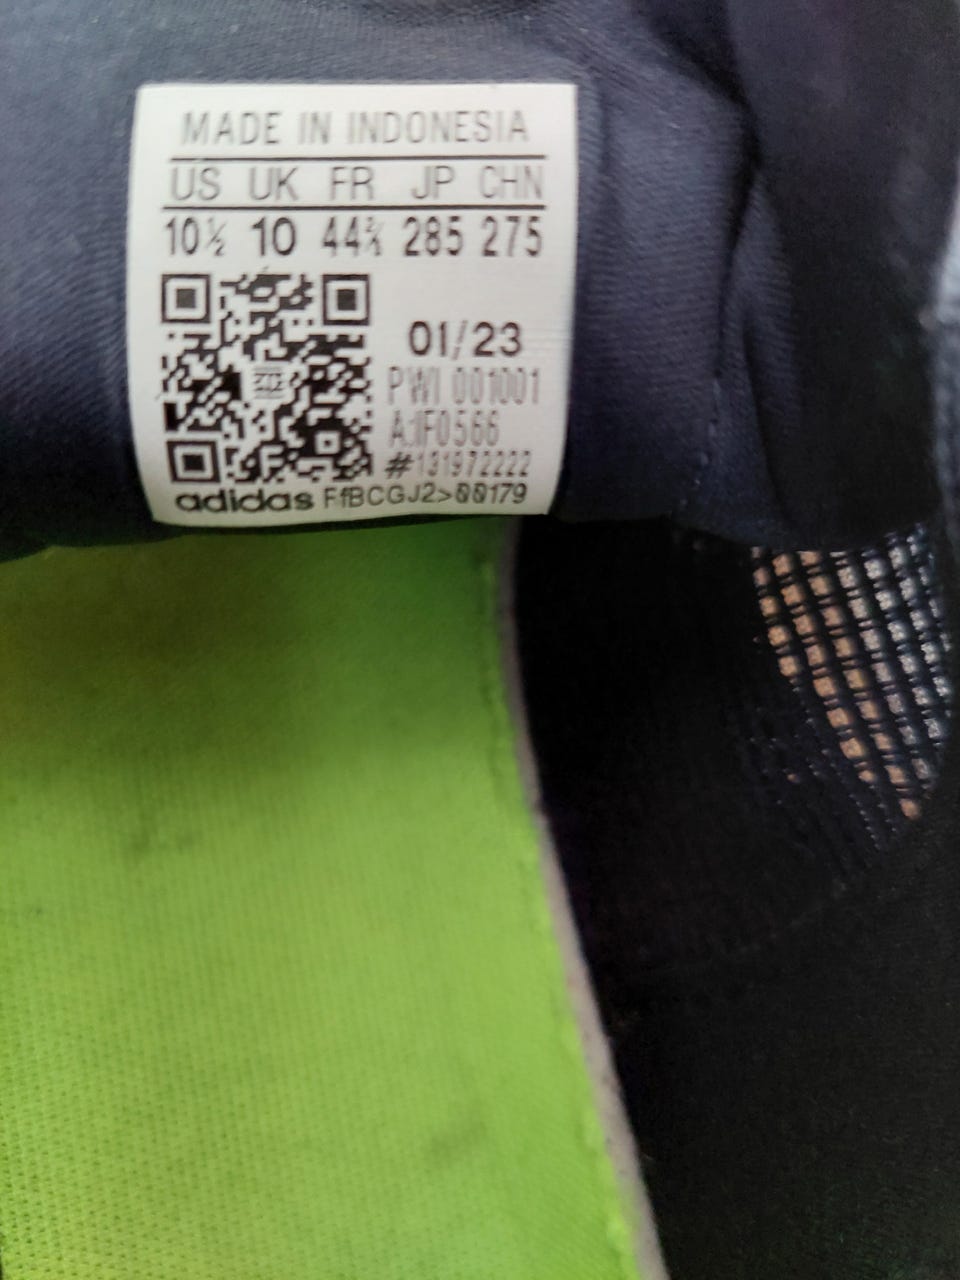 MADE IN INDONESIA
US UK FR JP CHN
10½ 10 44⅔ 285 275
01/23
PWI 001001
A:IF0566
#131972222
adidas FfBCGJ2>00179